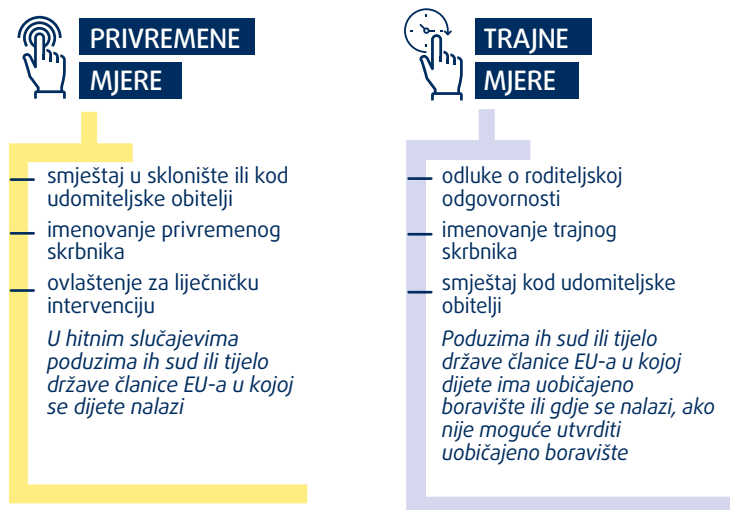 PRIVREMENE
MJERE
smještaj u sklonište ili kod
udomiteljske obitelji
imenovanje privremenog
skrbnika
ovlaštenje za liječničku
intervenciju
U hitnim slučajevima
poduzima ih sud ili tijelo
države članice EU-a u kojoj
se dijete nalazi
TRAJNE
MJERE
odluke o roditeljskoj
odgovornosti
imenovanje trajnog
skrbnika
smještaj kod udomiteljske
obitelji
Poduzima ih sud ili tijelo
države članice EU-a u kojoj
dijete ima uobičajeno
boravište ili gdje se nalazi, ako
nije moguće utvrditi
uobičajeno boravište